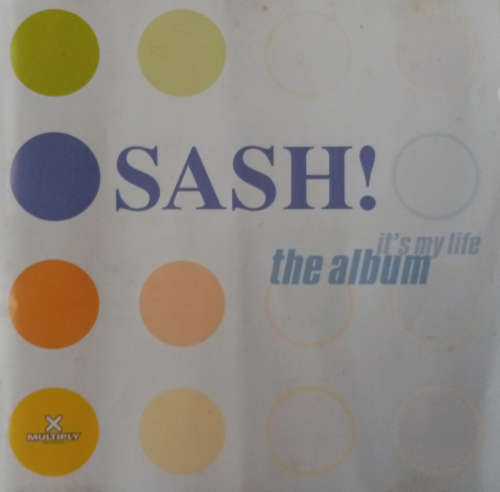 SASH!
it's my life
the album
X
MULTIPLY